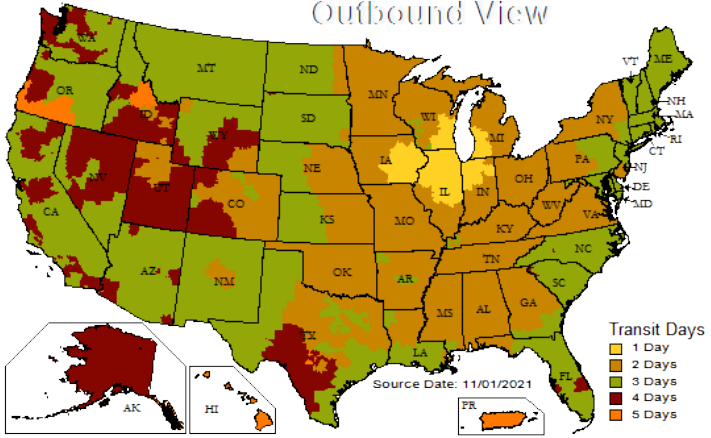 Outbound View
WA
MT
ND
MN
VT
ME
OR
ID
WY
SD
WI
MI
NY
NH
MA
RI
CT
NV
UT
CO
NE
IA
IL
IN
OH
PA
NJ
DE
MD
CA
KS
MO
KY
WV
VA
AZ
NM
OK
AR
TN
NC
TX
LA
MS
AL
GA
SC
FL
AK
HI
PR
Source Date: 11/01/2021
Transit Days
1 Day
2 Days
3 Days
4 Days
5 Days